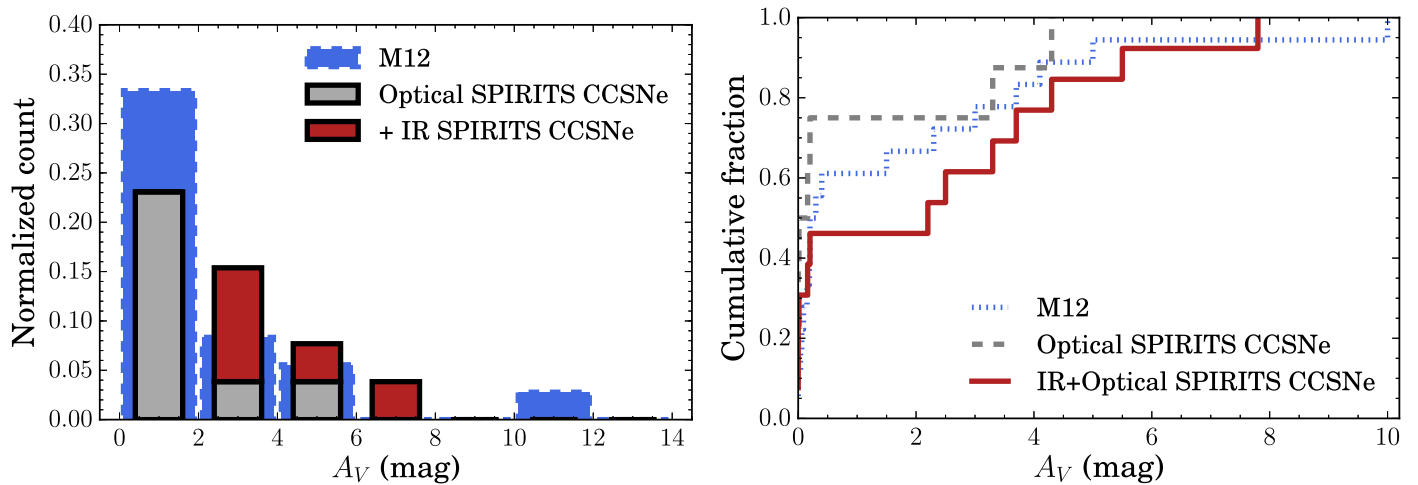 0.40
0.35
0.30
0.25
0.20
0.15
0.10
0.05
0.00
Normalized count
M12
Optical SPIRITS CCSNe
+ IR SPIRITS CCSNe
0 2 4 6 8 10 12 14
A_V (mag)
1.0
0.8
0.6
0.4
0.2
0.0
Cumulative fraction
M12
Optical SPIRITS CCSNe
IR+Optical SPIRITS CCSNe
0 2 4 6 8 10
A_V (mag)